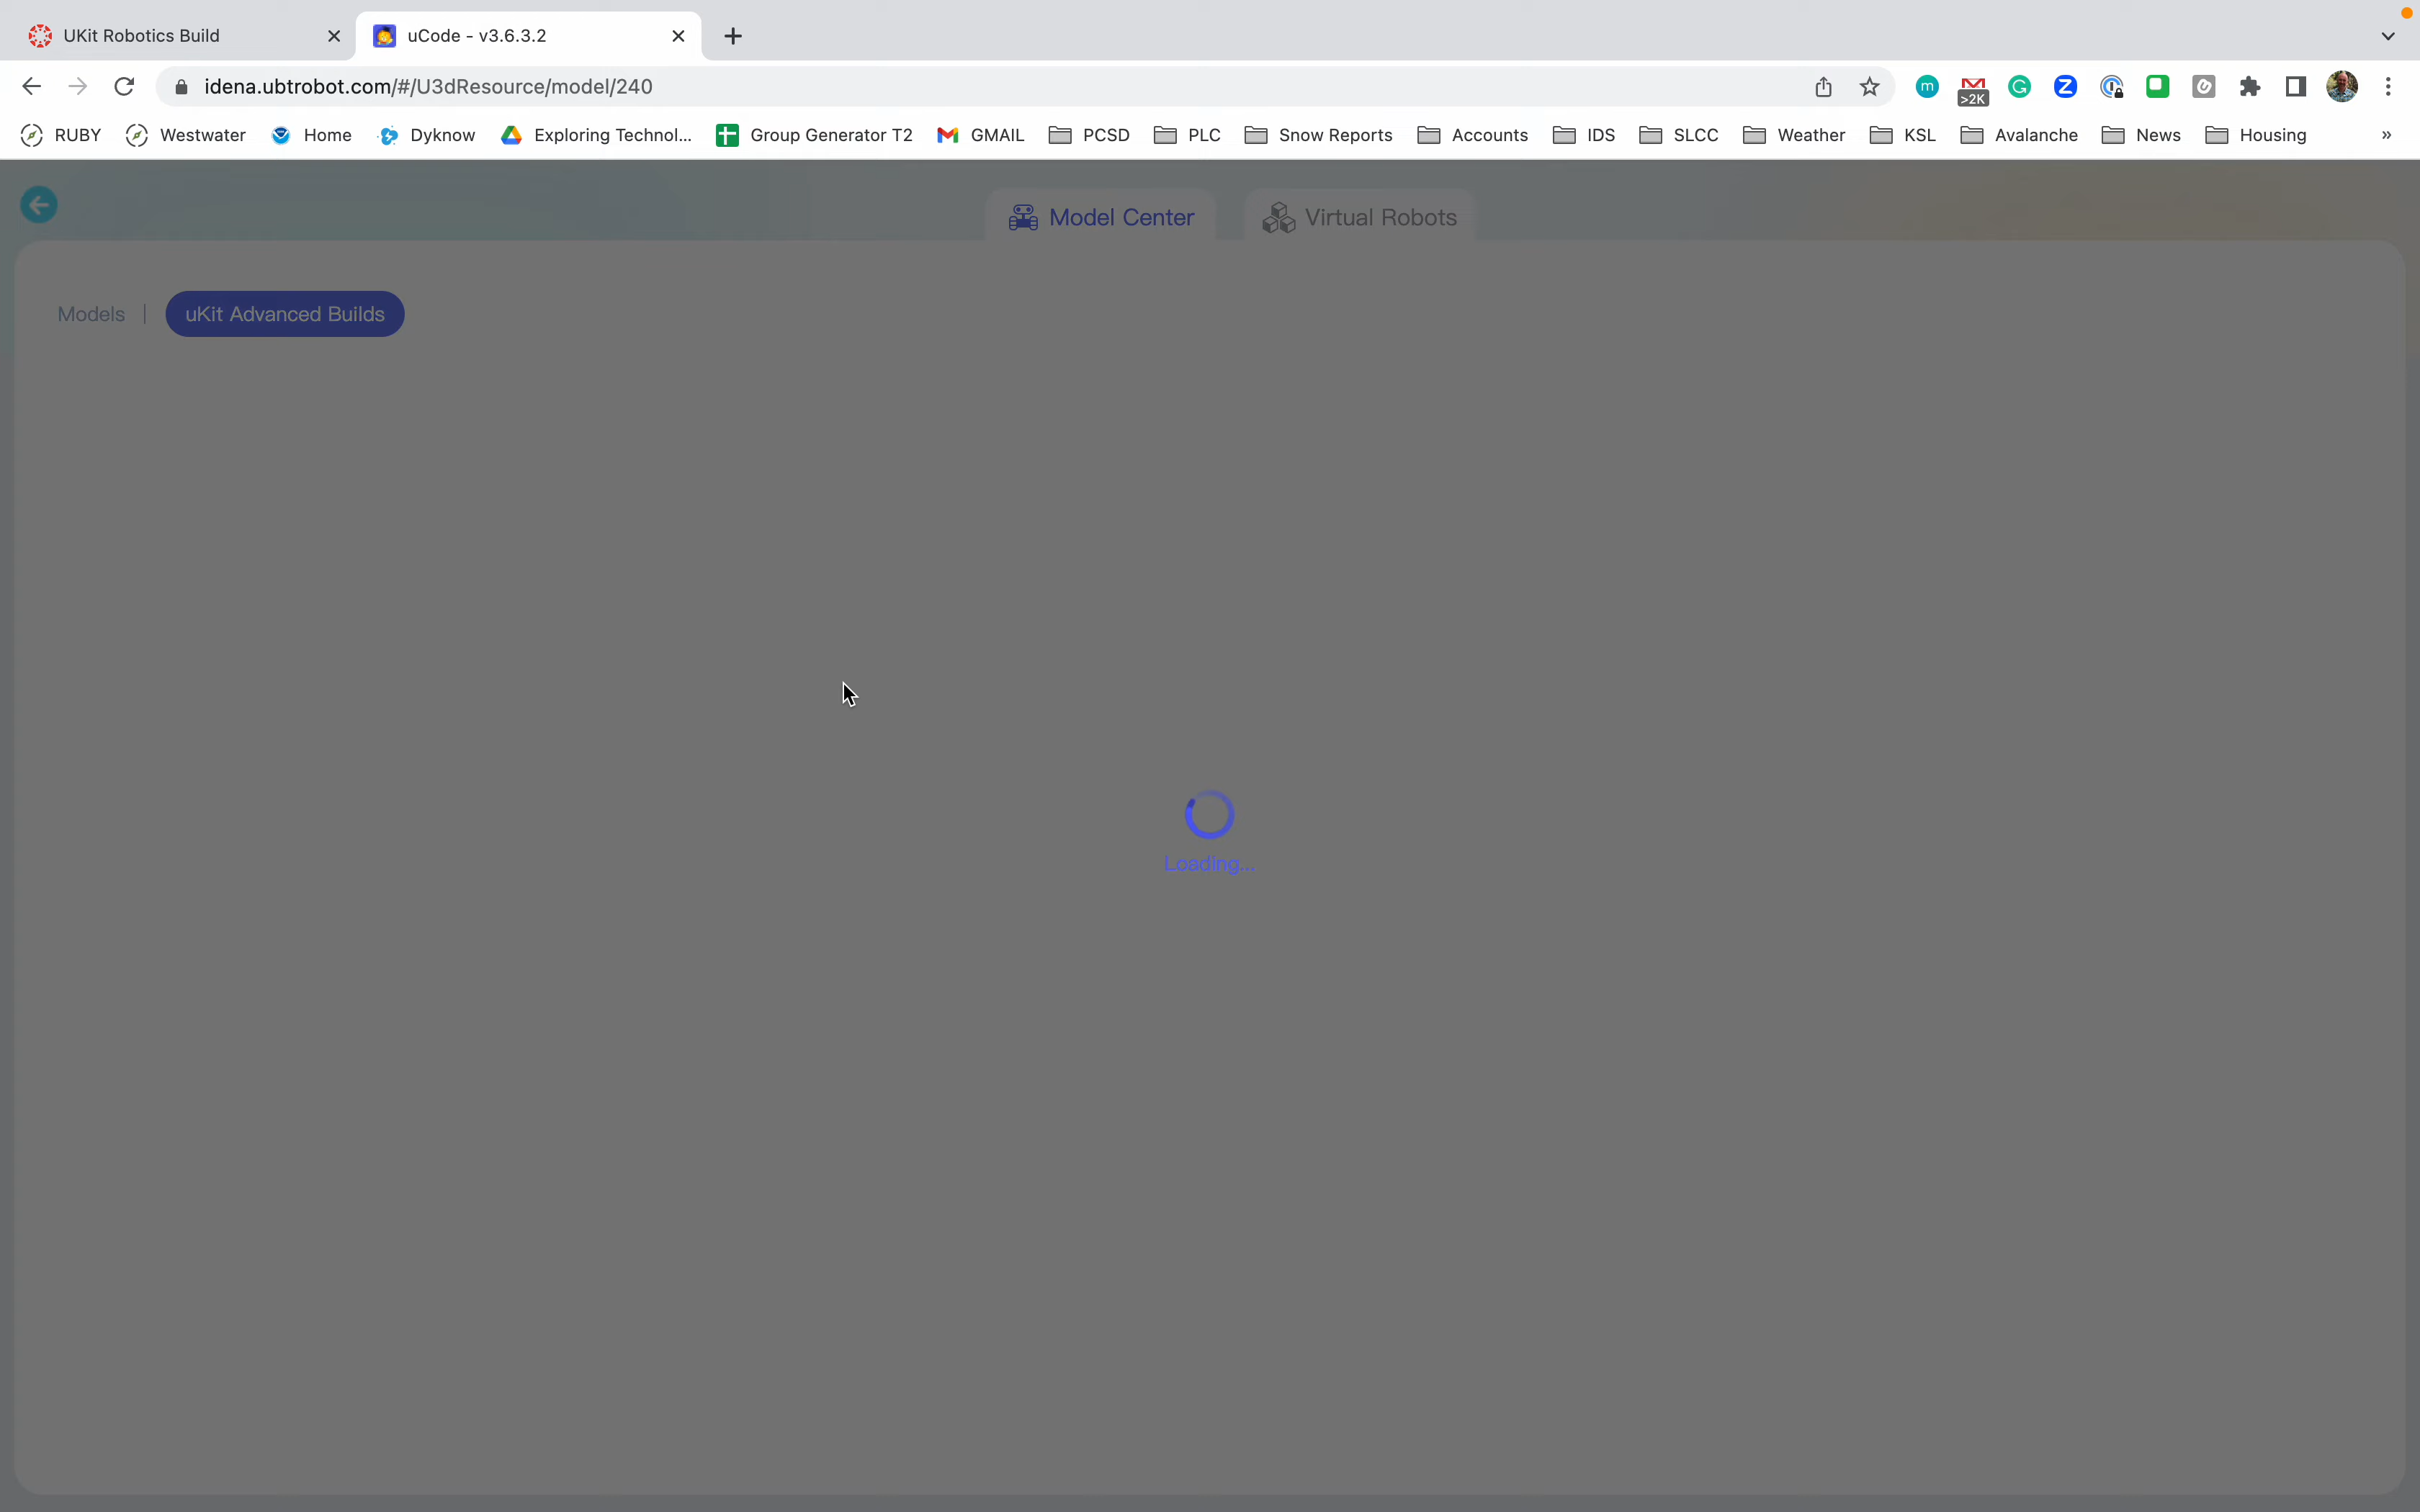 UKit Robotics Build
uCode - v3.6.3.2
idena.ubtrobot.com/#/U3dResource/model/240
m >2K G Z
RUBY Westwater Home Dyknow Exploring Technol... Group Generator T2 GMAIL PCSD PLC Snow Reports Accounts IDS SLCC Weather KSL Avalanche News Housing »
Model Center Virtual Robots
Models | uKit Advanced Builds
Loading...